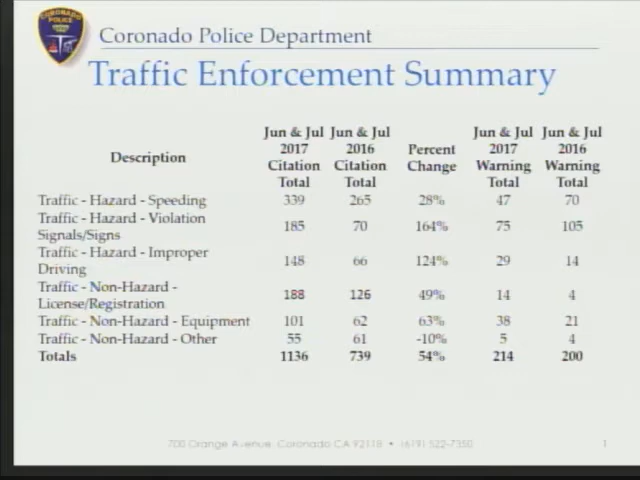 CORONADO
POLICE
Coronado Police Department
Traffic Enforcement Summary
Description Jun & Jul 2017 Citation Total Jun & Jul 2016 Citation Total Percent Change Jun & Jul 2017 Warning Total Jun & Jul 2016 Warning Total
Traffic - Hazard - Speeding 339 265 28% 47 70
Traffic - Hazard - Violation Signals/Signs 185 70 164% 75 105
Traffic - Hazard - Improper Driving 148 66 124% 29 14
Traffic - Non-Hazard - License/Registration 188 126 49% 14 4
Traffic - Non-Hazard - Equipment 101 62 63% 38 21
Traffic - Non-Hazard - Other 55 61 -10% 5 4
Totals 1136 739 54% 214 200
700 Orange Avenue, Coronado CA 92118 • (619) 522-7350 1